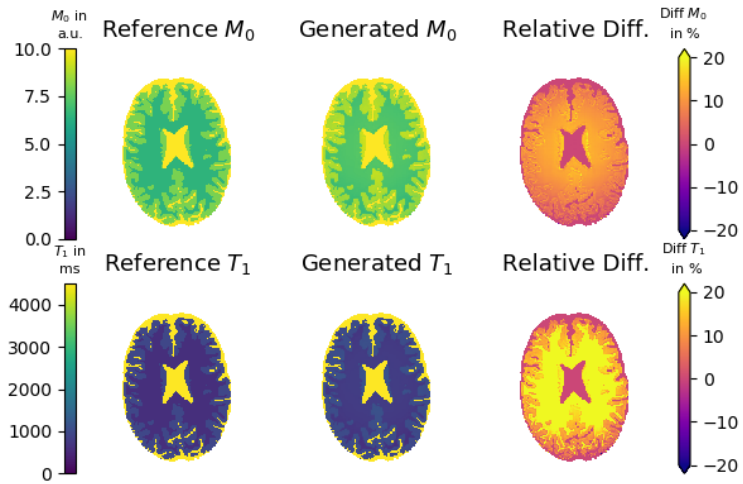 M₀ in
a.u.
Reference M₀
Generated M₀
Relative Diff.
Diff M₀
in %
10.0
7.5
5.0
2.5
0.0
20
10
0
−10
−20
T₁ in
ms
Reference T₁
Generated T₁
Relative Diff.
Diff T₁
in %
4000
3000
2000
1000
0
20
10
0
−10
−20